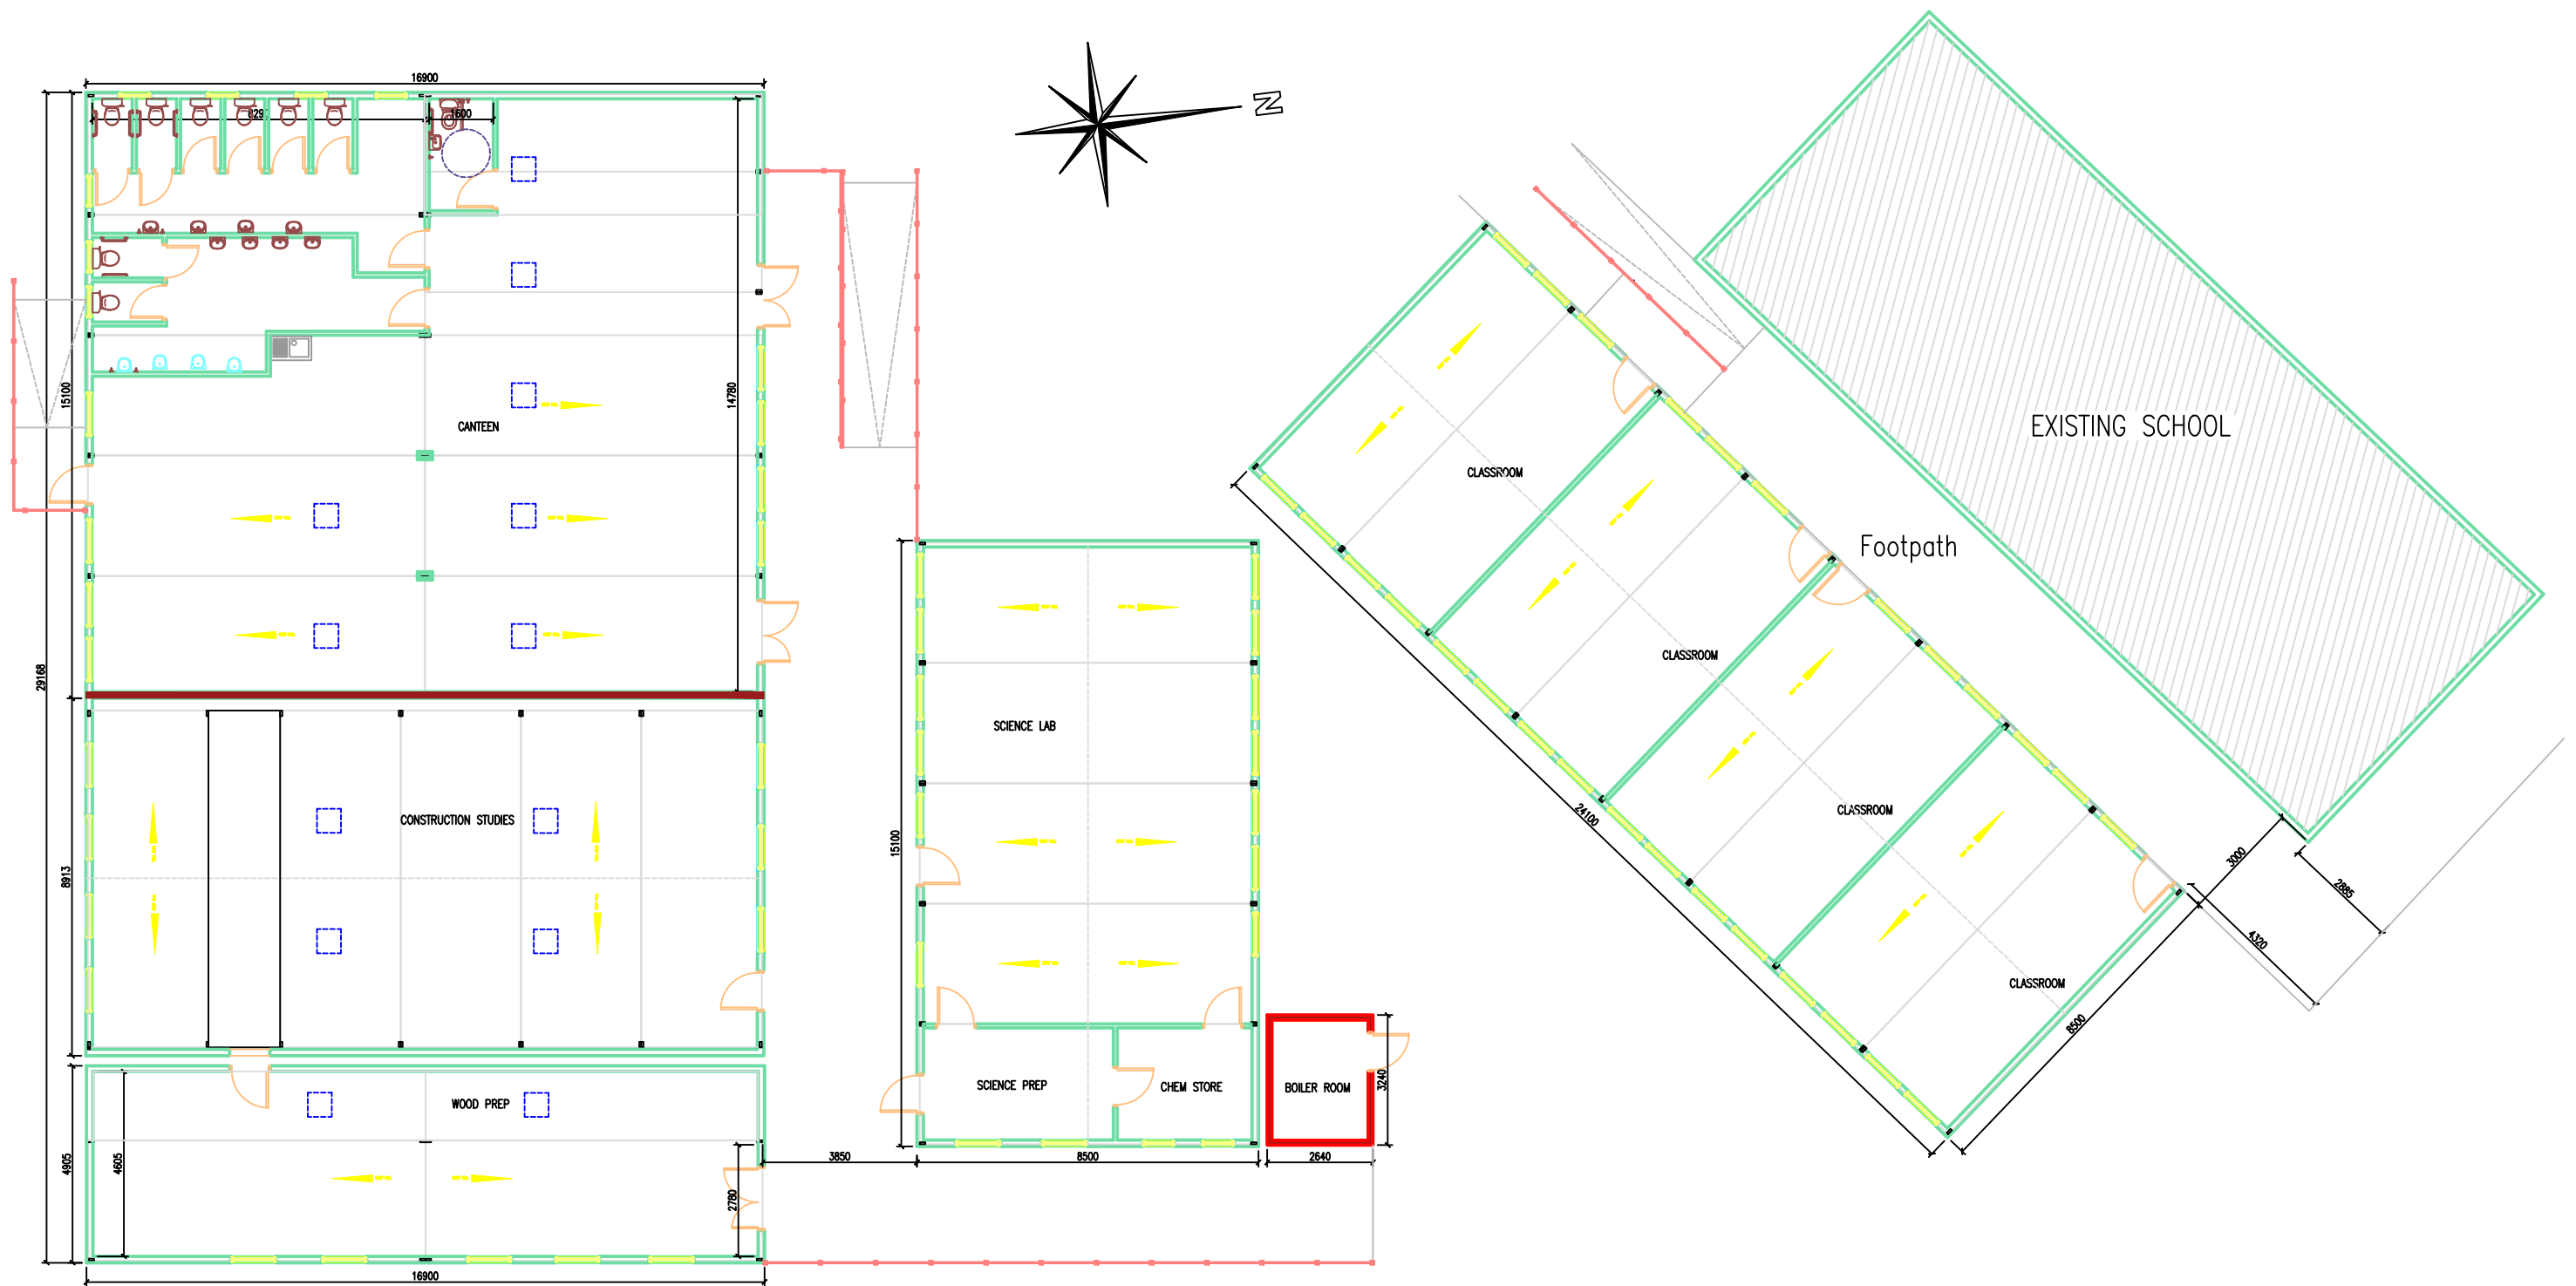 16900
829
1600
N
15100
14780
29168
CANTEEN
EXISTING SCHOOL
CLASSROOM
Footpath
CLASSROOM
SCIENCE LAB
CLASSROOM
CONSTRUCTION STUDIES
24100
15100
8913
3000
2885
4320
CLASSROOM
8500
SCIENCE PREP
CHEM STORE
BOILER ROOM
3240
WOOD PREP
4905
4605
2780
3850
8500
2640
16900